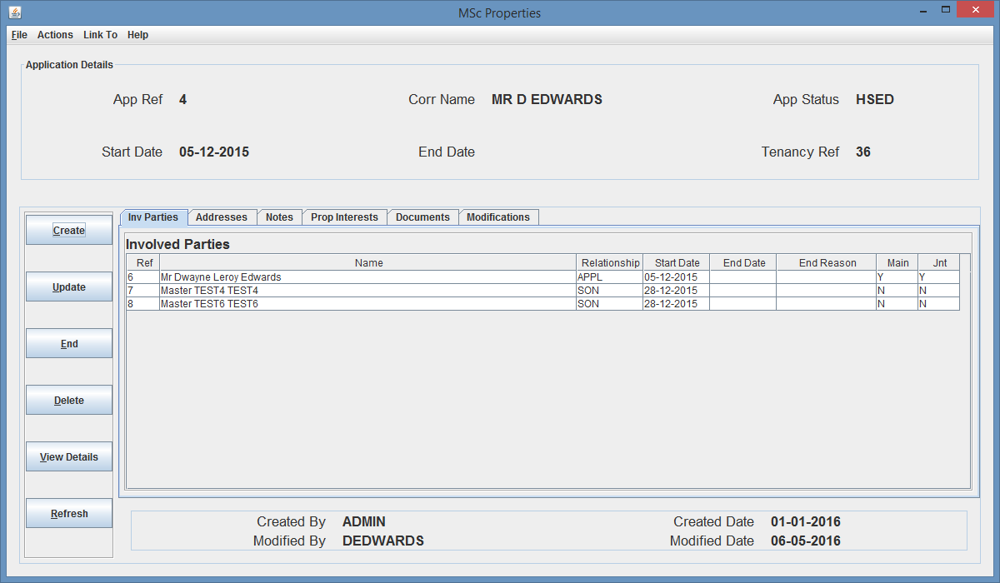 MSc Properties
File Actions Link To Help
Application Details
App Ref 4 Corr Name MR D EDWARDS App Status HSED
Start Date 05-12-2015 End Date Tenancy Ref 36
Inv Parties Addresses Notes Prop Interests Documents Modifications
Create
Update
End
Delete
View Details
Refresh
Involved Parties
Ref Name Relationship Start Date End Date End Reason Main Jnt
6 Mr Dwayne Leroy Edwards APPL 05-12-2015 Y Y
7 Master TEST4 TEST4 SON 28-12-2015 N N
8 Master TEST6 TEST6 SON 28-12-2015 N N
Created By ADMIN Created Date 01-01-2016
Modified By DEDWARDS Modified Date 06-05-2016